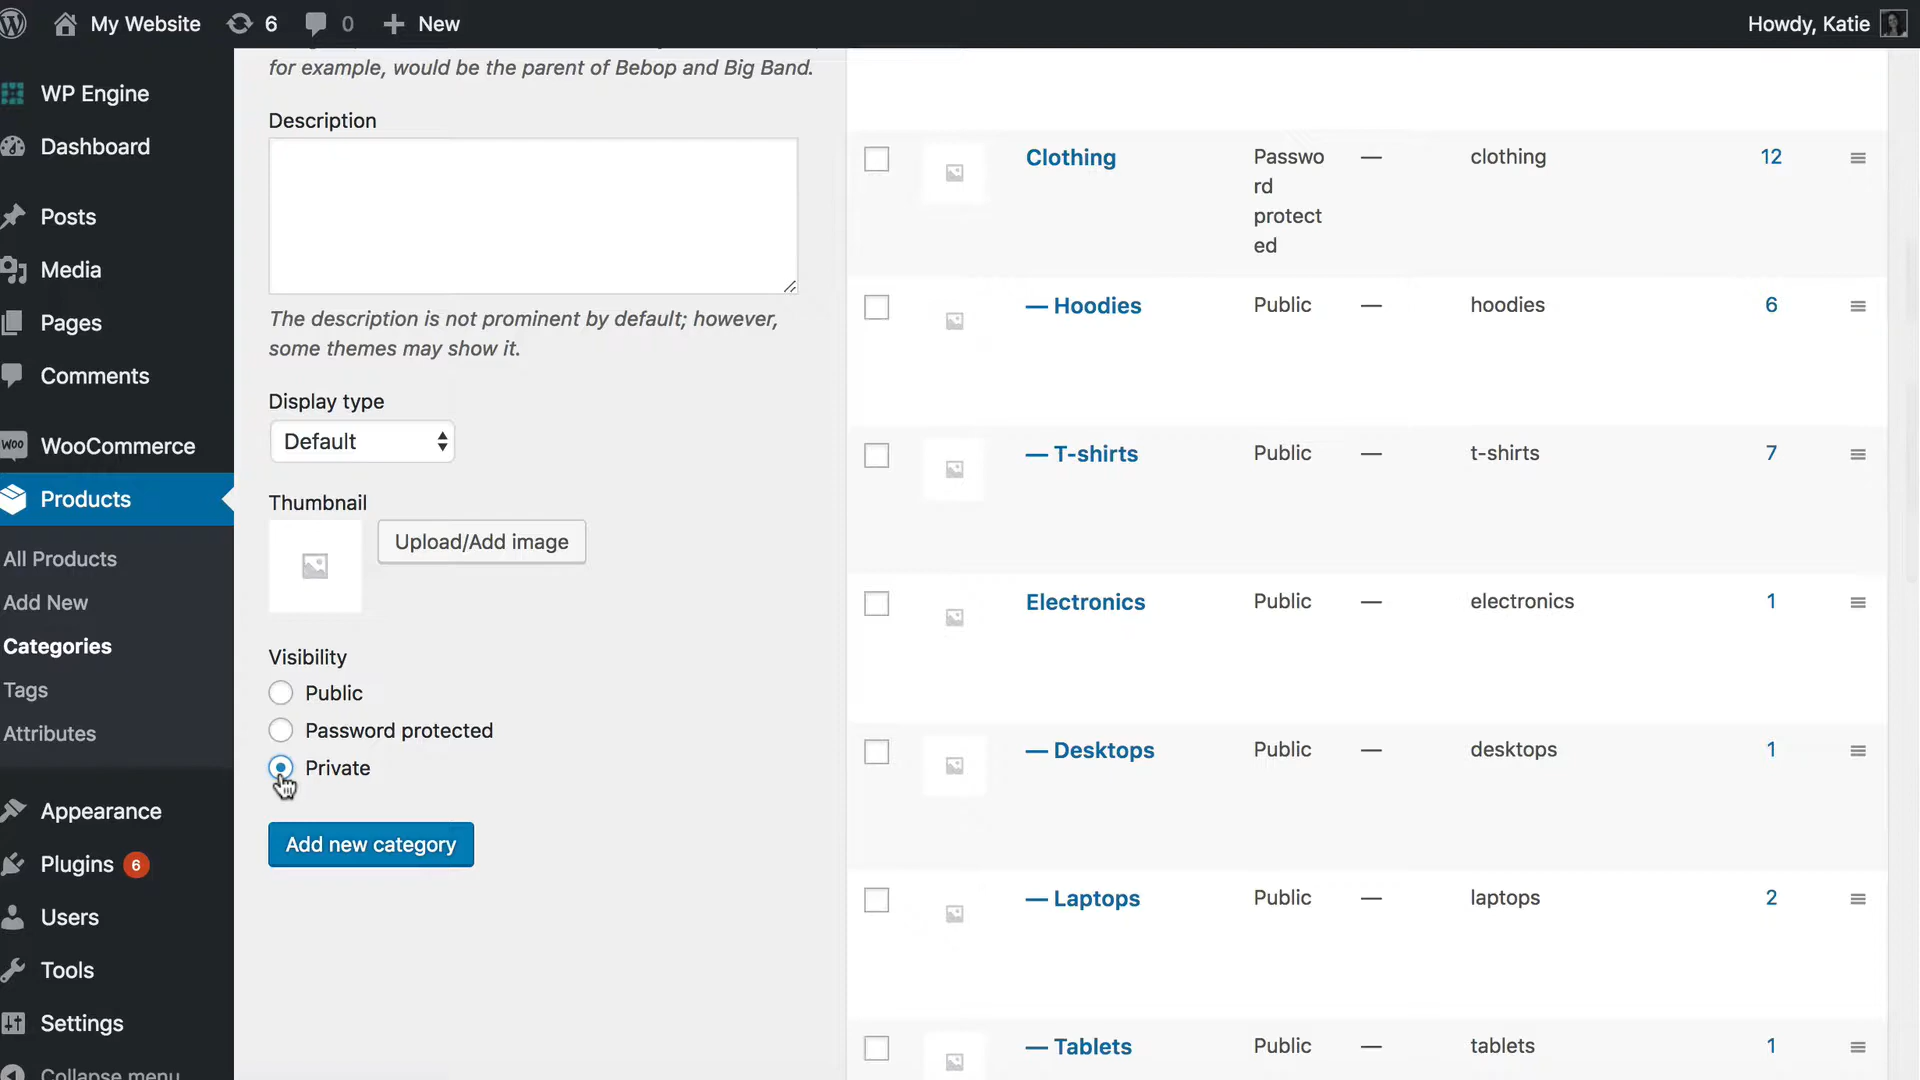 My Website
6
0
New
Howdy, Katie
WP Engine
Dashboard
Posts
Media
Pages
Comments
WOO
WooCommerce
Products
All Products
Add New
Categories
Tags
Attributes
Appearance
Plugins 6
Users
Tools
Settings
Collapse menu
for example, would be the parent of Bebop and Big Band.
Description
The description is not prominent by default; however,
some themes may show it.
Display type
Default
Thumbnail
Upload/Add image
Visibility
Public
Password protected
Private
Add new category
Clothing
Passwo
rd
protect
ed
—
clothing
12
— Hoodies
Public
—
hoodies
6
— T-shirts
Public
—
t-shirts
7
Electronics
Public
—
electronics
1
— Desktops
Public
—
desktops
1
— Laptops
Public
—
laptops
2
— Tablets
Public
—
tablets
1